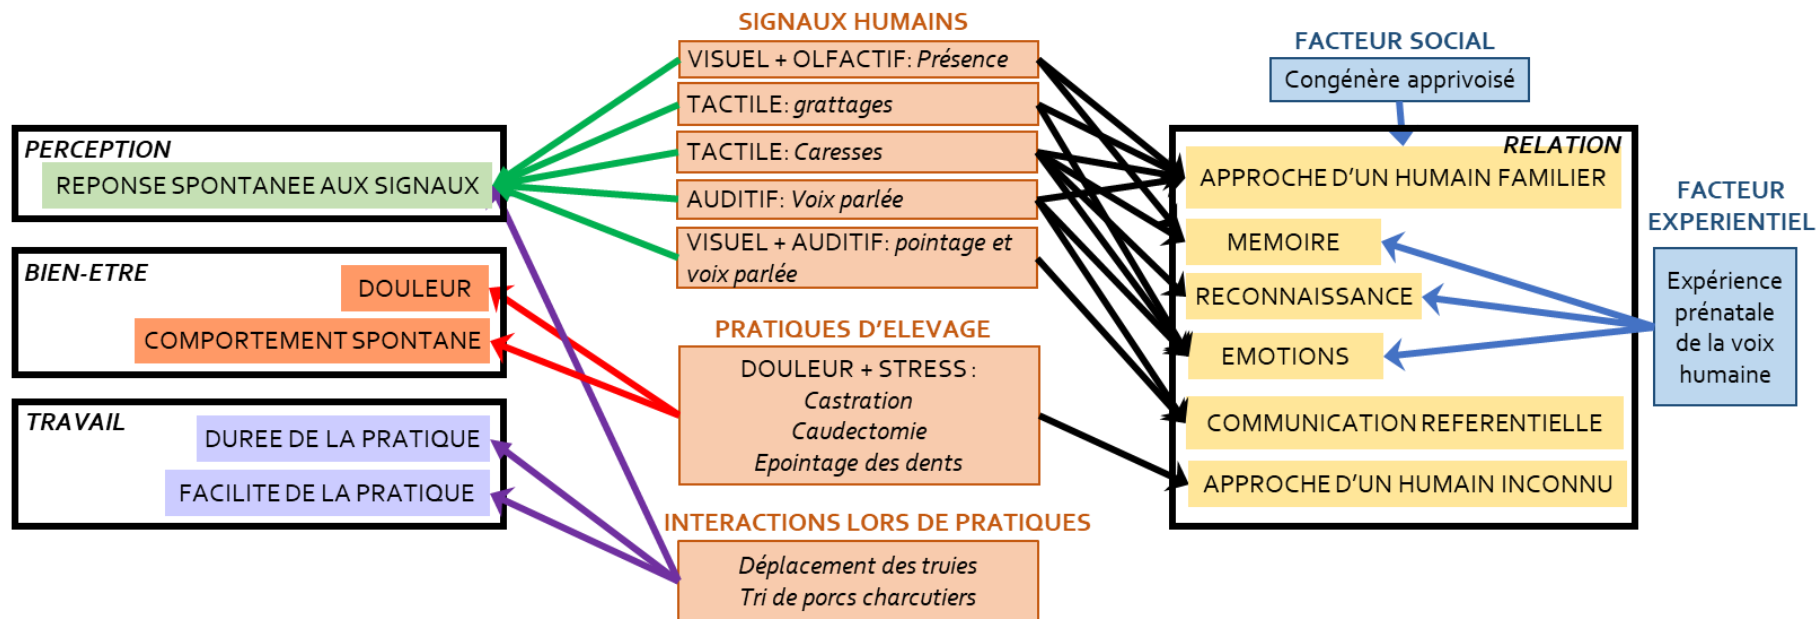 SIGNAUX HUMAINS
VISUEL + OLFACTIF: Présence
TACTILE: grattages
TACTILE: Caresses
AUDITIF: Voix parlée
VISUEL + AUDITIF: pointage et
voix parlée
PERCEPTION
REPONSE SPONTANEE AUX SIGNAUX
BIEN-ETRE
DOULEUR
COMPORTEMENT SPONTANE
TRAVAIL
DUREE DE LA PRATIQUE
FACILITE DE LA PRATIQUE
PRATIQUES D'ELEVAGE
DOULEUR + STRESS :
Castration
Caudectomie
Epointage des dents
INTERACTIONS LORS DE PRATIQUES
Déplacement des truies
Tri de porcs charcutiers
FACTEUR SOCIAL
Congénère apprivoisé
RELATION
APPROCHE D'UN HUMAIN FAMILIER
MEMOIRE
RECONNAISSANCE
EMOTIONS
COMMUNICATION REFERENTIELLE
APPROCHE D'UN HUMAIN INCONNU
FACTEUR
EXPERIENTIEL
Expérience
prénatale
de la voix
humaine